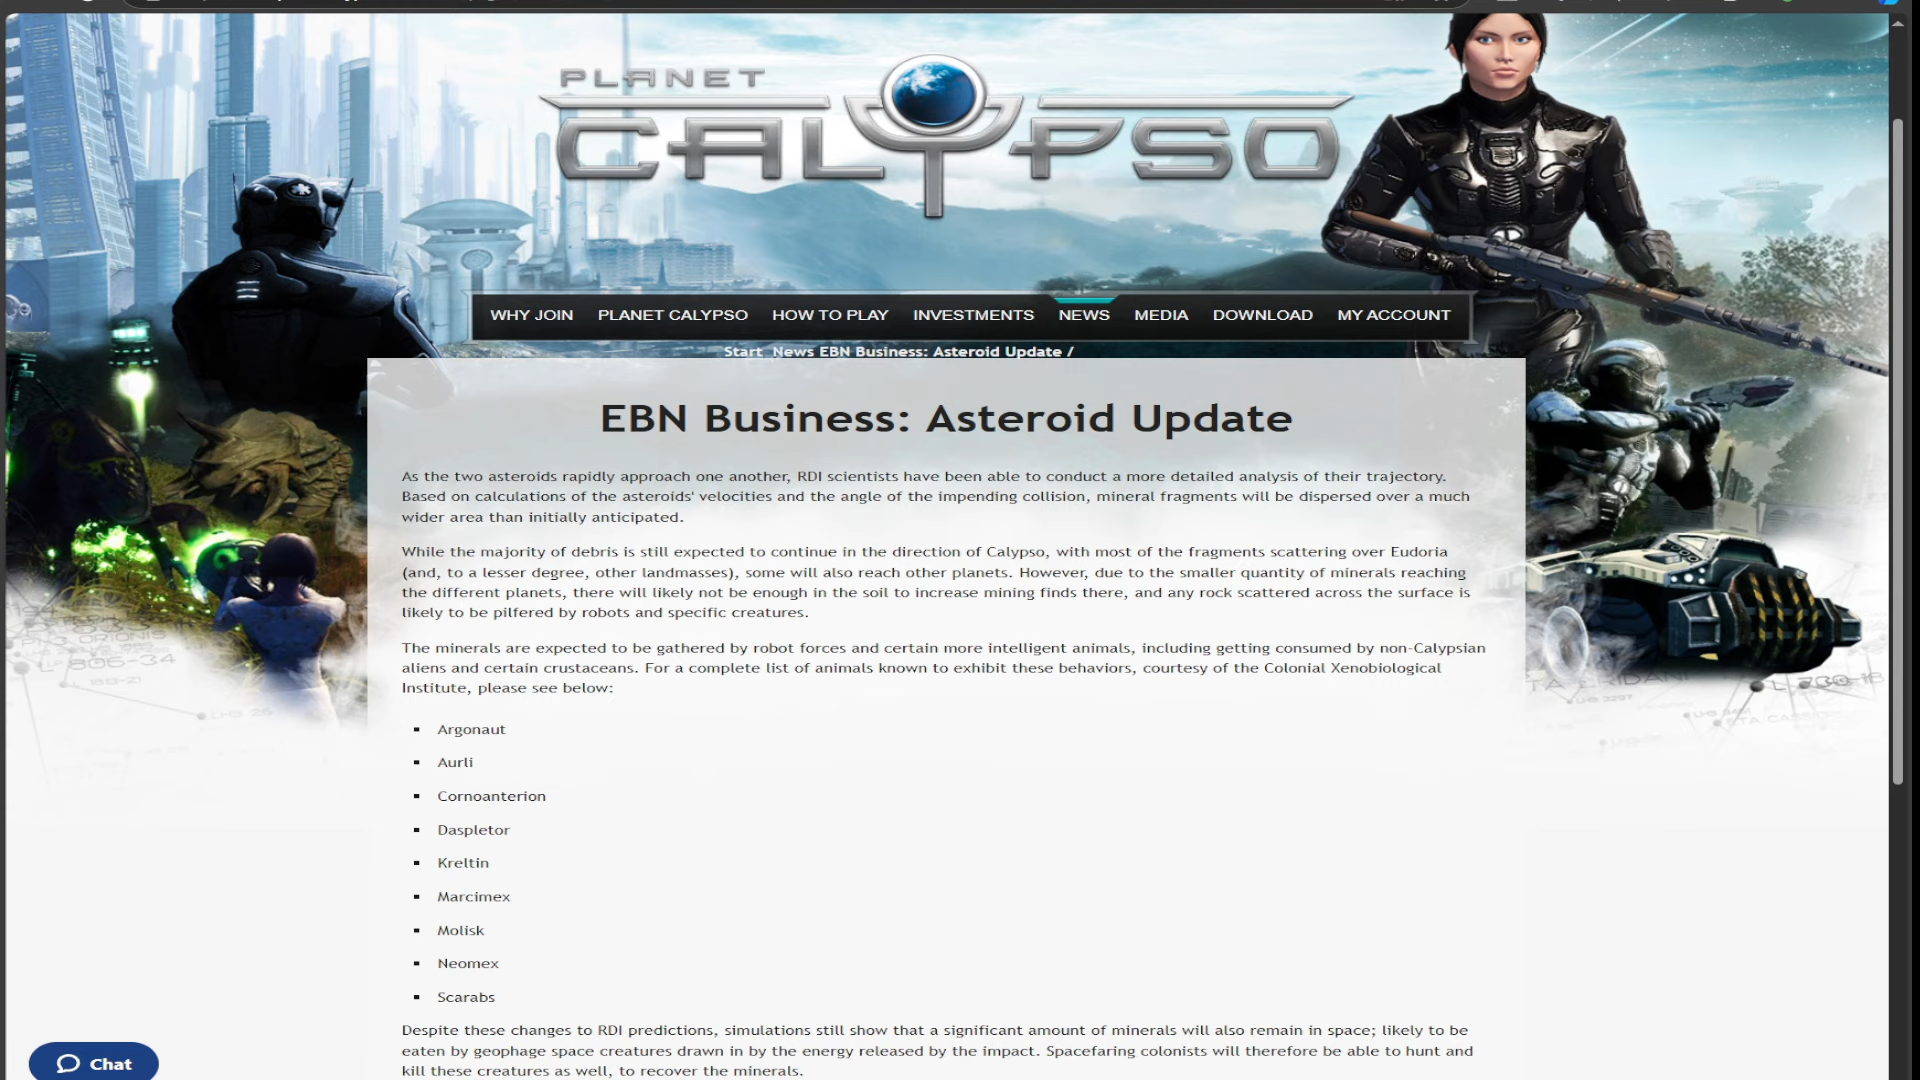 PLANET
CALYPSO
WHY JOIN PLANET CALYPSO HOW TO PLAY INVESTMENTS NEWS MEDIA DOWNLOAD MY ACCOUNT
Start News EBN Business: Asteroid Update /
EBN Business: Asteroid Update
As the two asteroids rapidly approach one another, RDI scientists have been able to conduct a more detailed analysis of their trajectory.
Based on calculations of the asteroids' velocities and the angle of the impending collision, mineral fragments will be dispersed over a much
wider area than initially anticipated.
While the majority of debris is still expected to continue in the direction of Calypso, with most of the fragments scattering over Eudoria
(and, to a lesser degree, other landmasses), some will also reach other planets. However, due to the smaller quantity of minerals reaching
the different planets, there will likely not be enough in the soil to increase mining finds there, and any rock scattered across the surface is
likely to be pilfered by robots and specific creatures.
The minerals are expected to be gathered by robot forces and certain more intelligent animals, including getting consumed by non-Calypsian
aliens and certain crustaceans. For a complete list of animals known to exhibit these behaviors, courtesy of the Colonial Xenobiological
Institute, please see below:
Argonaut
Aurli
Cornoanterion
Daspletor
Kreltin
Marcimex
Molisk
Neomex
Scarabs
Despite these changes to RDI predictions, simulations still show that a significant amount of minerals will also remain in space; likely to be
eaten by geophage space creatures drawn in by the energy released by the impact. Spacefaring colonists will therefore be able to hunt and
kill these creatures as well, to recover the minerals.
Chat